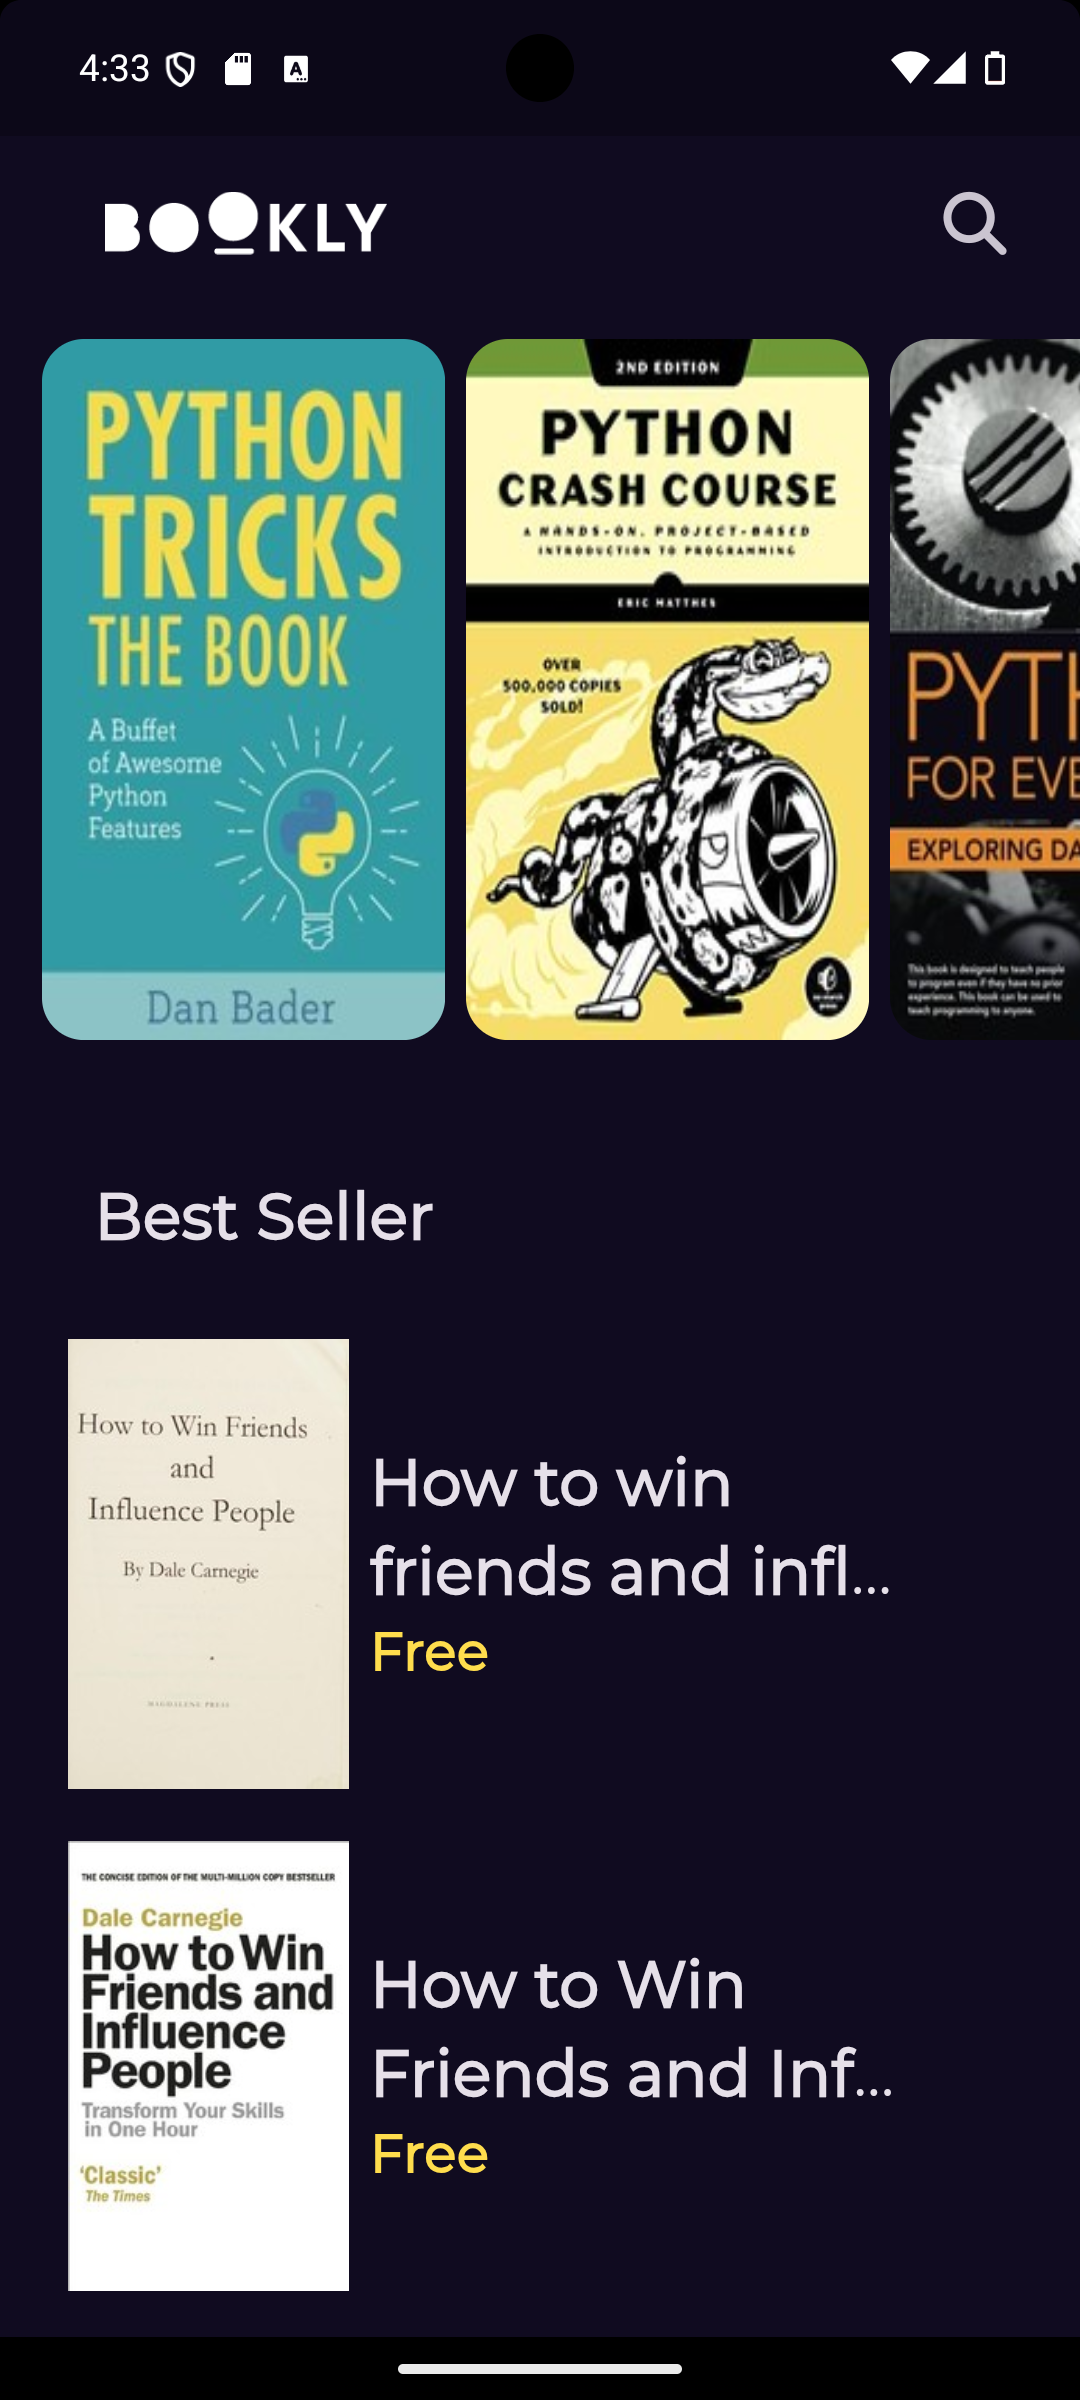 4:33
BOOKLY
PYTHON
TRICKS
THE BOOK
A Buffet
of Awesome
Python
Features
Dan Bader
2ND EDITION
PYTHON
CRASH COURSE
A HANDS-ON, PROJECT-BASED
INTRODUCTION TO PROGRAMMING
ERIC MATTHES
OVER
500,000 COPIES
SOLD!
PYTH
FOR EVE
EXPLORING DA
This book is designed to teach people
to program even if they have no prior
experience. This book can be used to
teach programming to anyone.
Best Seller
How to Win Friends
and
Influence People
By Dale Carnegie
MAGDALENE PRESS
How to win
friends and infl...
Free
THE CONCISE EDITION OF THE MULTI-MILLION COPY BESTSELLER
Dale Carnegie
How to Win
Friends and
Influence
People
Transform Your Skills
in One Hour
'Classic'
The Times
How to Win
Friends and Inf...
Free